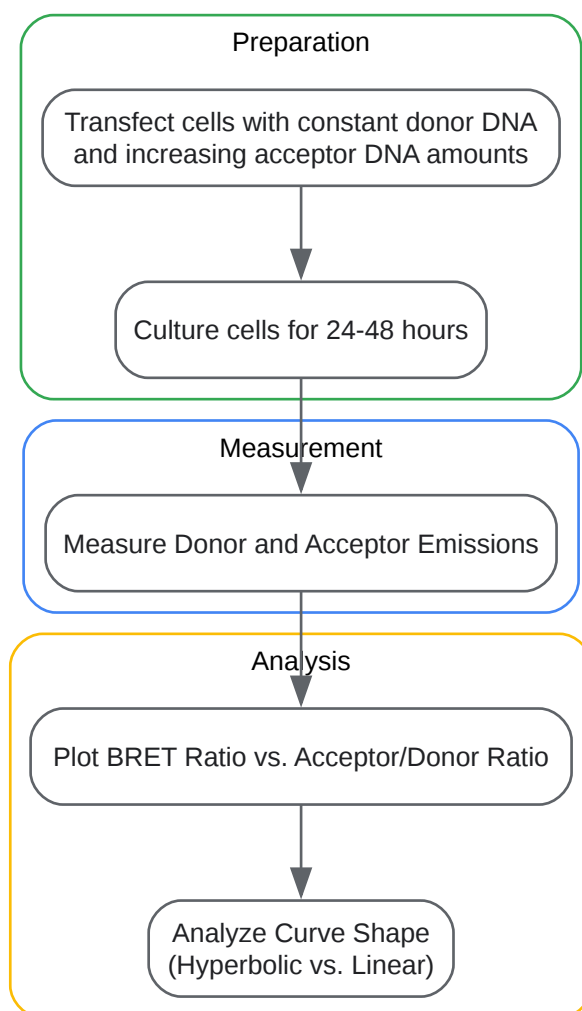 Preparation
Transfect cells with constant donor DNA
and increasing acceptor DNA amounts
Culture cells for 24-48 hours
Measurement
Measure Donor and Acceptor Emissions
Analysis
Plot BRET Ratio vs. Acceptor/Donor Ratio
Analyze Curve Shape
(Hyperbolic vs. Linear)